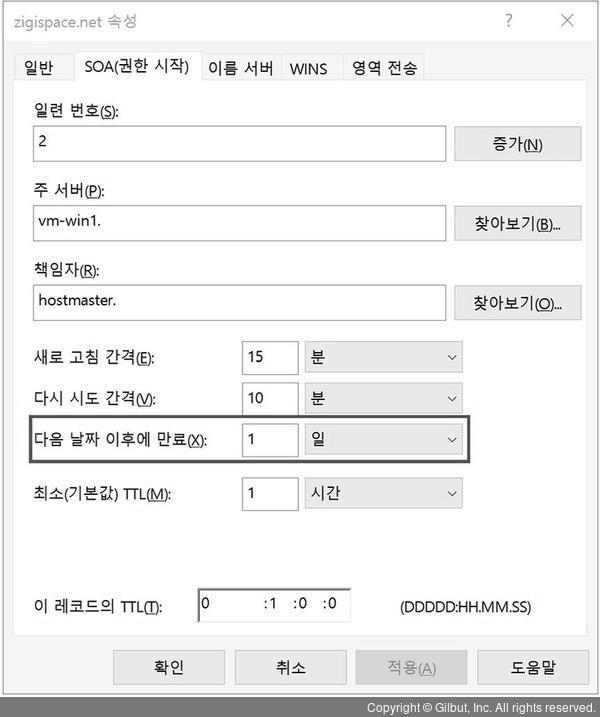 zigispace.net 속성 ? ×
일반 SOA(권한 시작) 이름 서버 WINS 영역 전송
일련 번호(S):
2 증가(N)
주 서버(P):
vm-win1. 찾아보기(B)...
책임자(R):
hostmaster. 찾아보기(O)...
새로 고침 간격(E): 15 분
다시 시도 간격(V): 10 분
다음 날짜 이후에 만료(X): 1 일
최소(기본값) TTL(M): 1 시간
이 레코드의 TTL(T): 0 :1 :0 :0 (DDDDD:HH.MM.SS)
확인 취소 적용(A) 도움말
Copyright © Gilbut, Inc. All rights reserved.